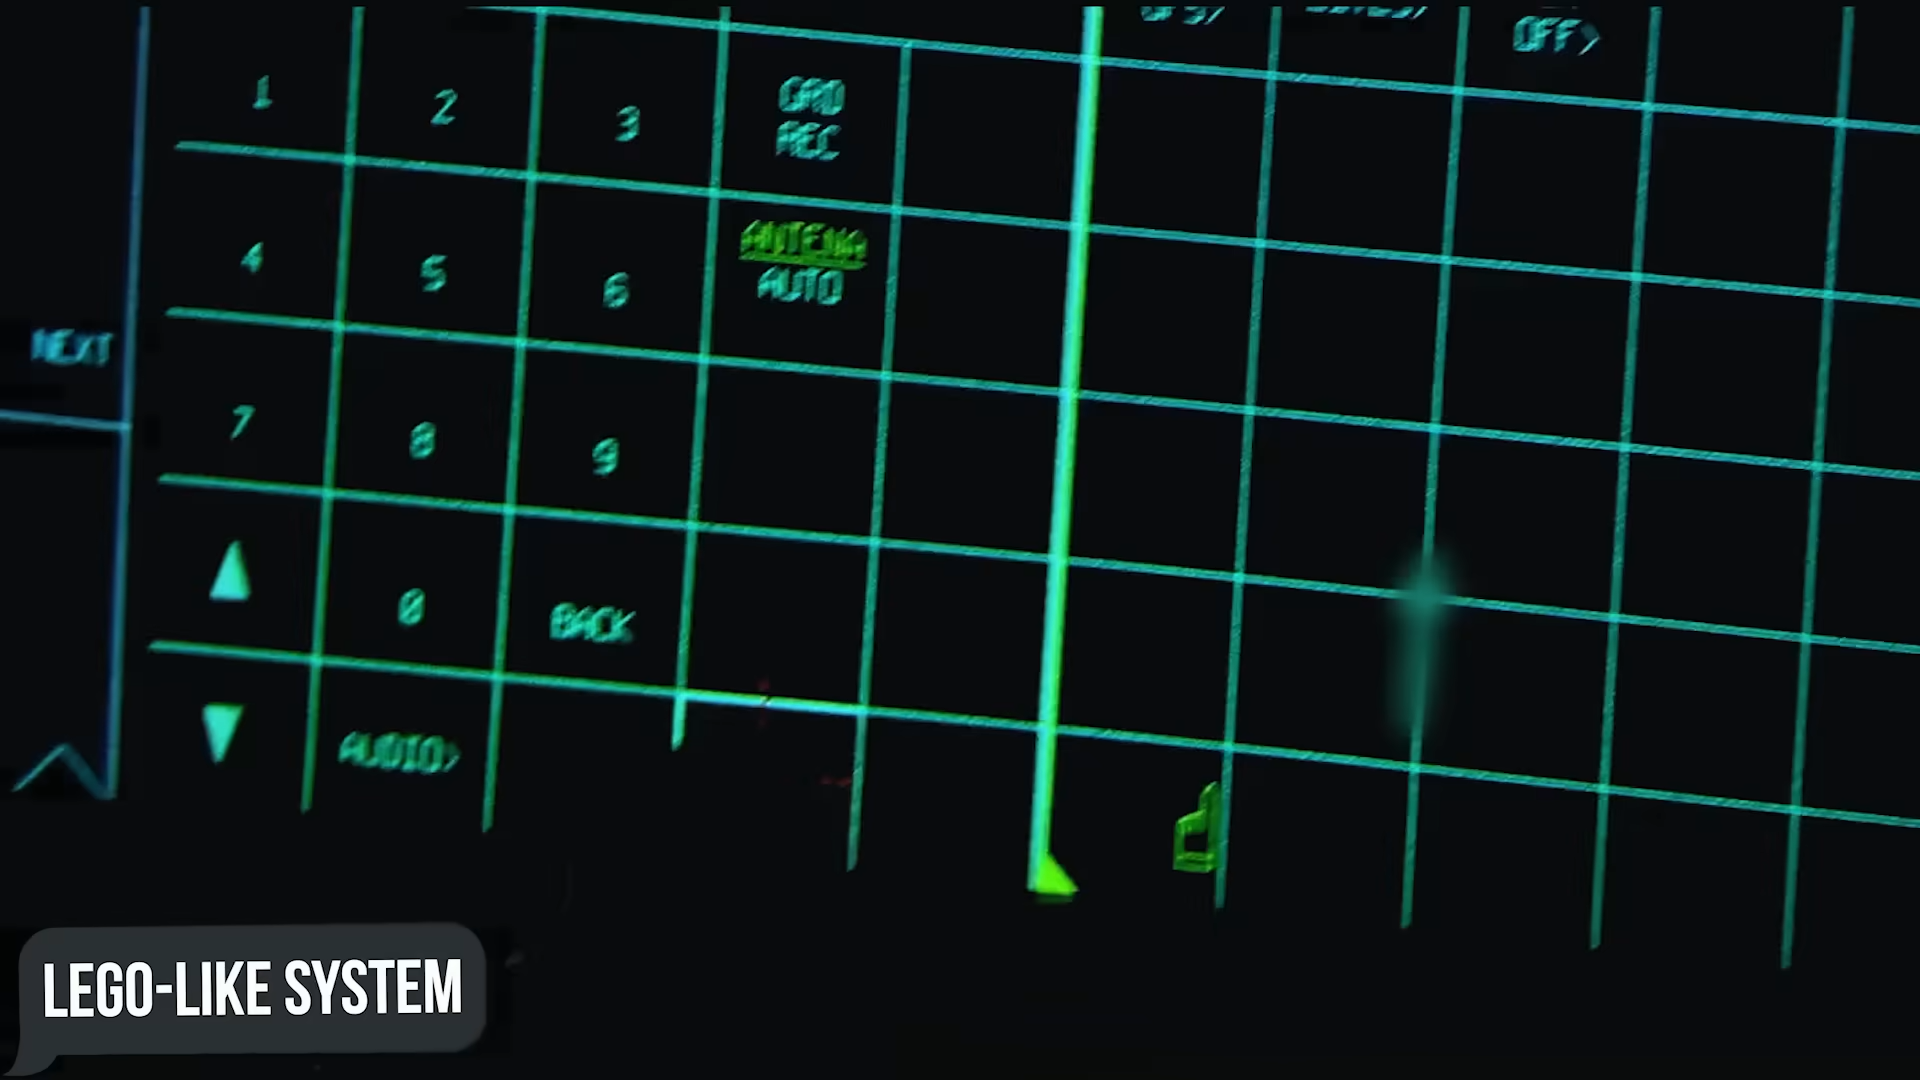 OFF>
1 2 3 GRD
REC
4 5 6 ANTENA
AUTO
NEXT
7 8 9
0 BACK
AUDIO>
LEGO-LIKE SYSTEM